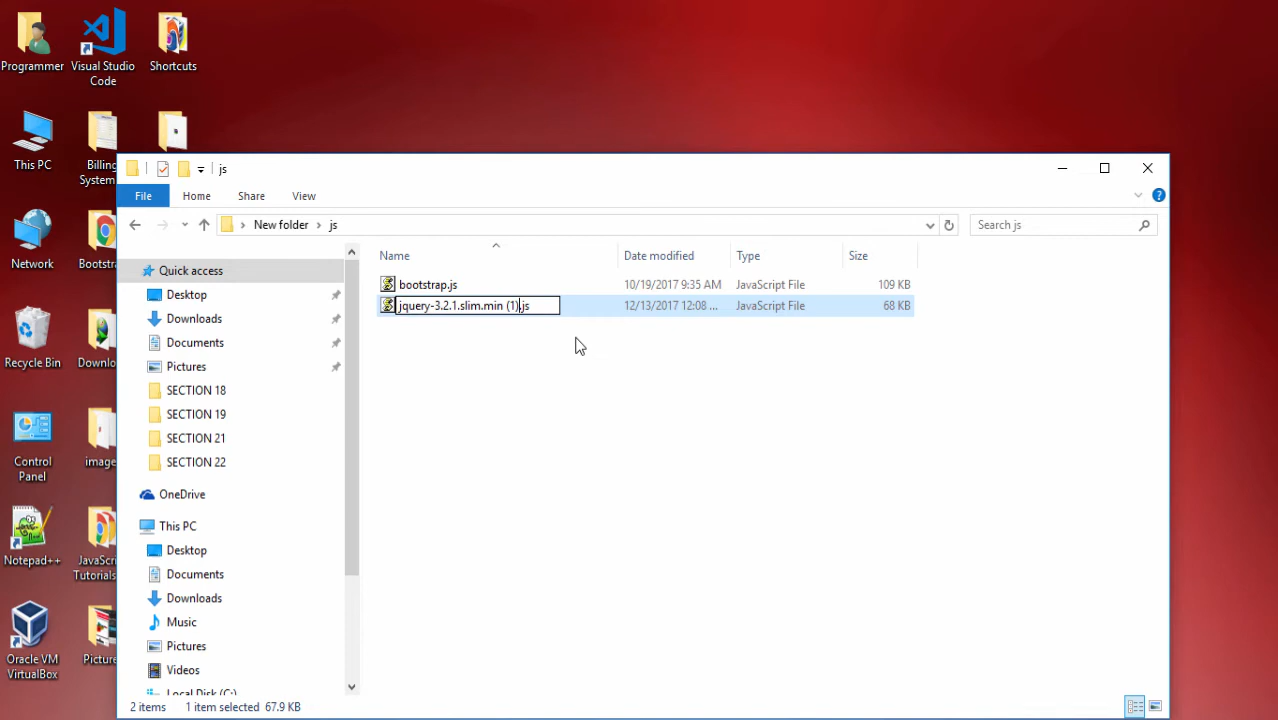 Programmer
Visual Studio
Code
Shortcuts
This PC
Billing
System
Network
Bootstra
Recycle Bin
Downlo
Control
Panel
image
Notepad++
JavaScri
Tutorials
Oracle VM
VirtualBox
Picture
js
File
Home
Share
View
New folder
js
Search js
Quick access
Desktop
Downloads
Documents
Pictures
SECTION 18
SECTION 19
SECTION 21
SECTION 22
OneDrive
This PC
Desktop
Documents
Downloads
Music
Pictures
Videos
Local Disk (C:)
Name Date modified Type Size
bootstrap.js 10/19/2017 9:35 AM JavaScript File 109 KB
jquery-3.2.1.slim.min (1).js 12/13/2017 12:08 ... JavaScript File 68 KB
2 items 1 item selected 67.9 KB